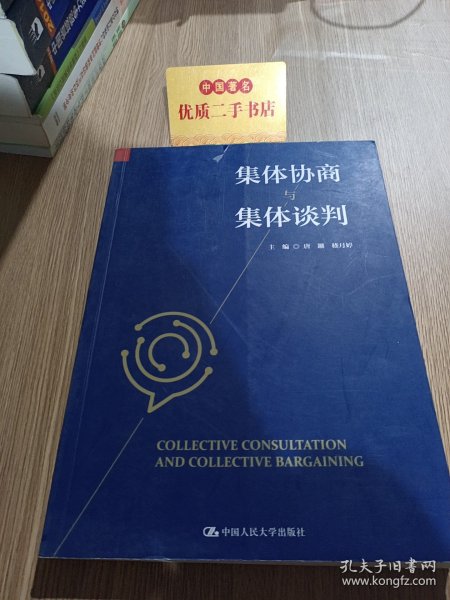 中国著名
优质二手书店
集体协商
与
集体谈判
主 编 ◎ 唐 鑛 嵇月婷
COLLECTIVE CONSULTATION
AND COLLECTIVE BARGAINING
中国人民大学出版社
孔夫子旧书网
www.kongfz.com